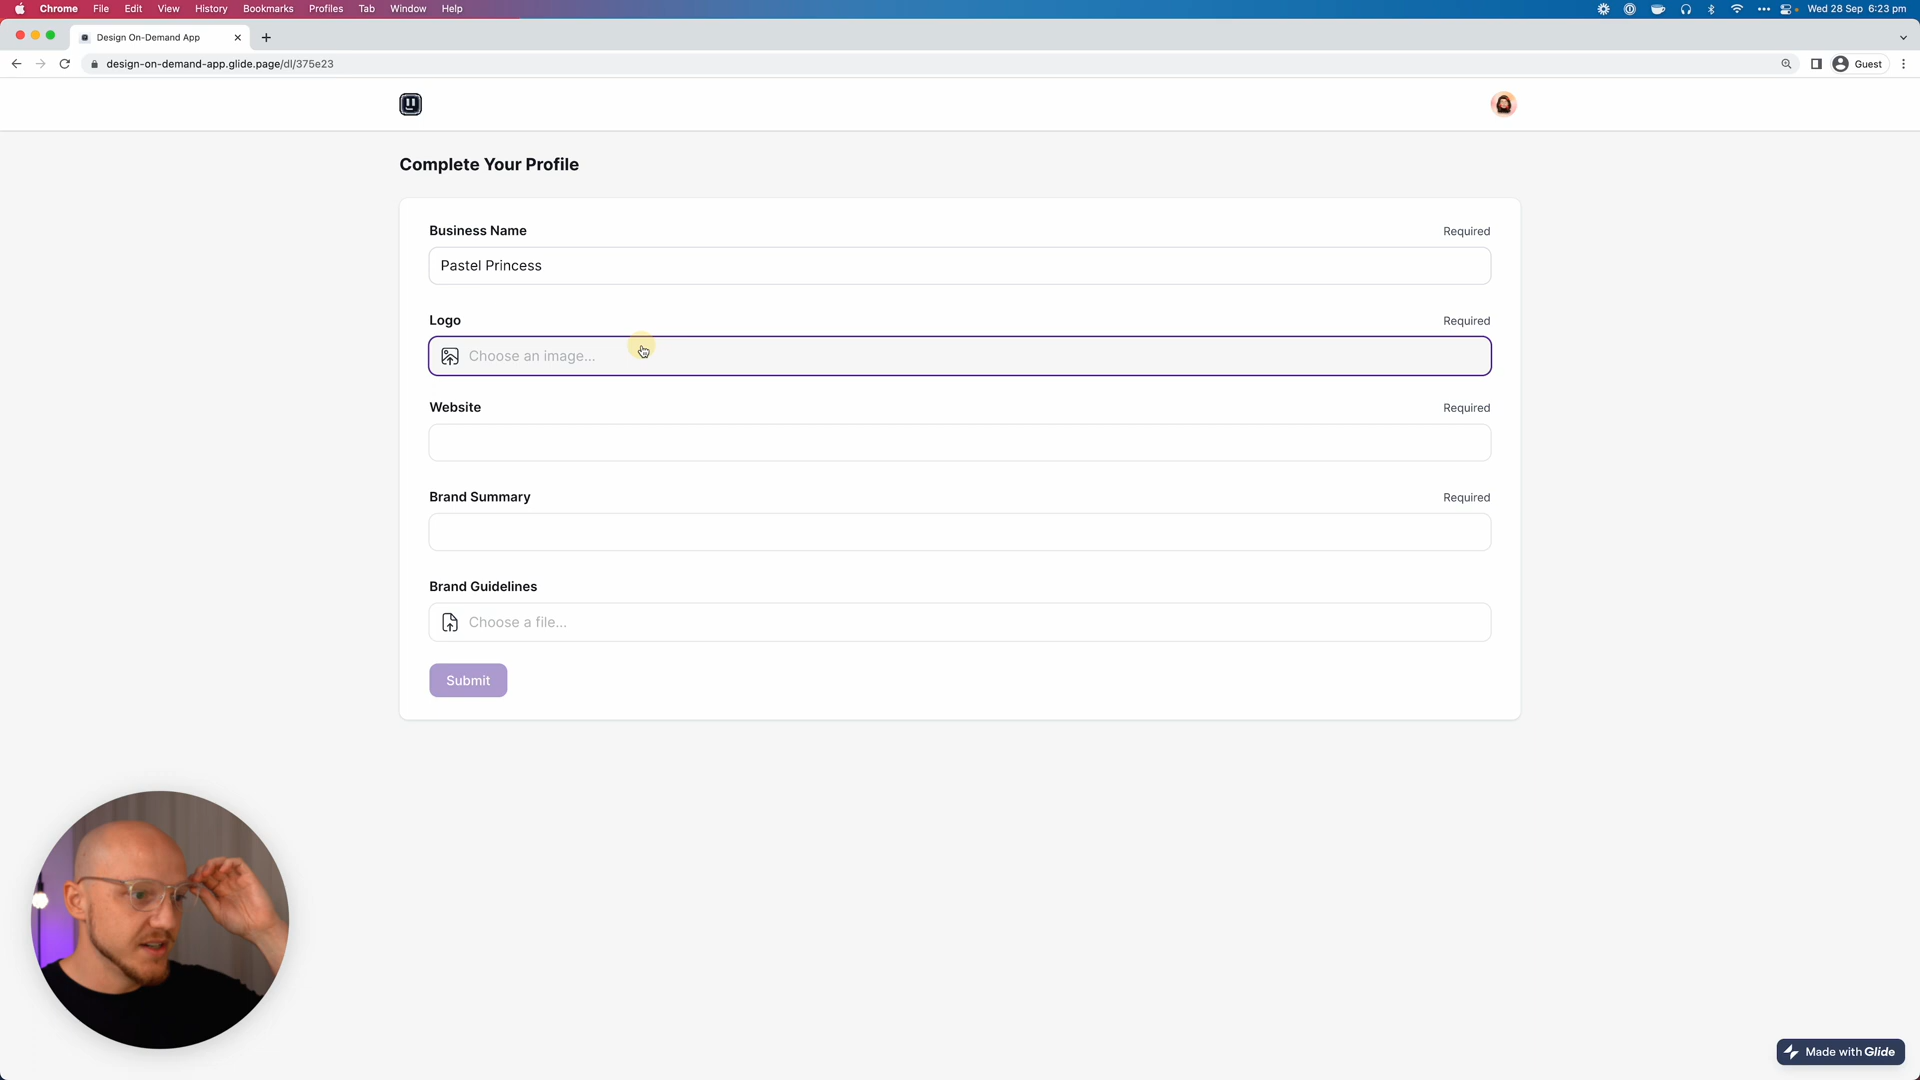 Chrome File Edit View History Bookmarks Profiles Tab Window Help
Wed 28 Sep 6:23 pm
Design On-Demand App
design-on-demand-app.glide.page/dl/375e23
Guest
Complete Your Profile
Business Name Required
Pastel Princess
Logo Required
Choose an image...
Website Required
Brand Summary Required
Brand Guidelines
Choose a file...
Submit
Made with Glide